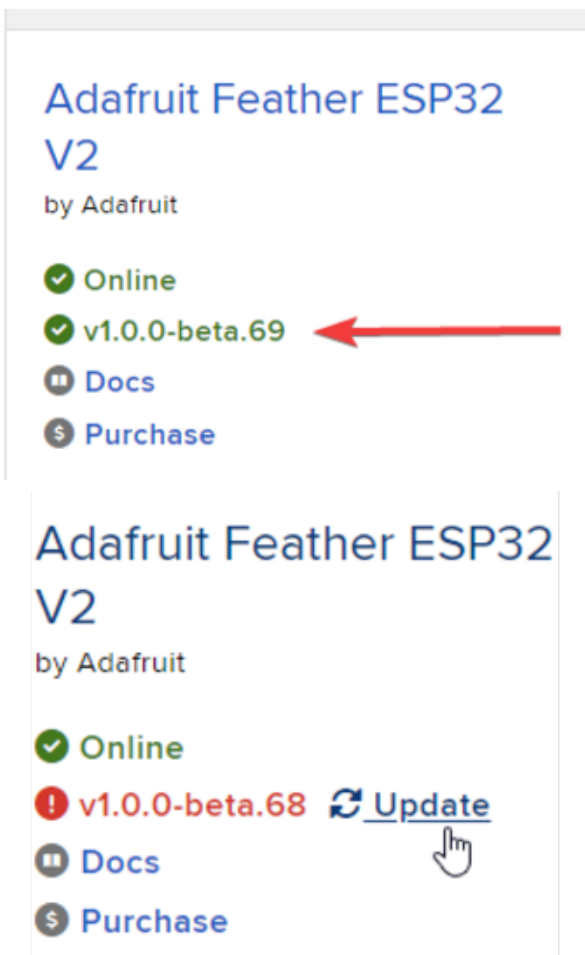 Adafruit Feather ESP32
V2
by Adafruit
Online
v1.0.0-beta.69
Docs
$ Purchase
Adafruit Feather ESP32
V2
by Adafruit
Online
! v1.0.0-beta.68 Update
Docs
$ Purchase